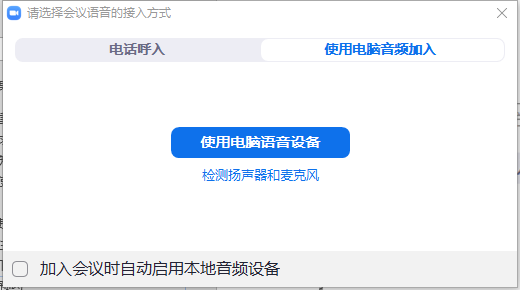 请选择会议语音的接入方式
电话呼入
使用电脑音频加入
使用电脑语音设备
检测扬声器和麦克风
加入会议时自动启用本地音频设备